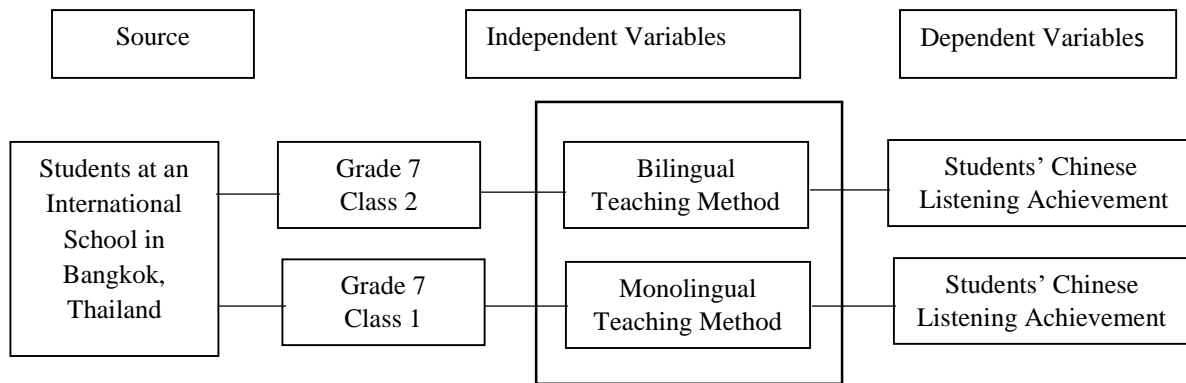 Source
Independent Variables
Dependent Variables
Students at an
International
School in
Bangkok,
Thailand
Grade 7
Class 2
Bilingual
Teaching Method
Students’ Chinese
Listening Achievement
Grade 7
Class 1
Monolingual
Teaching Method
Students’ Chinese
Listening Achievement